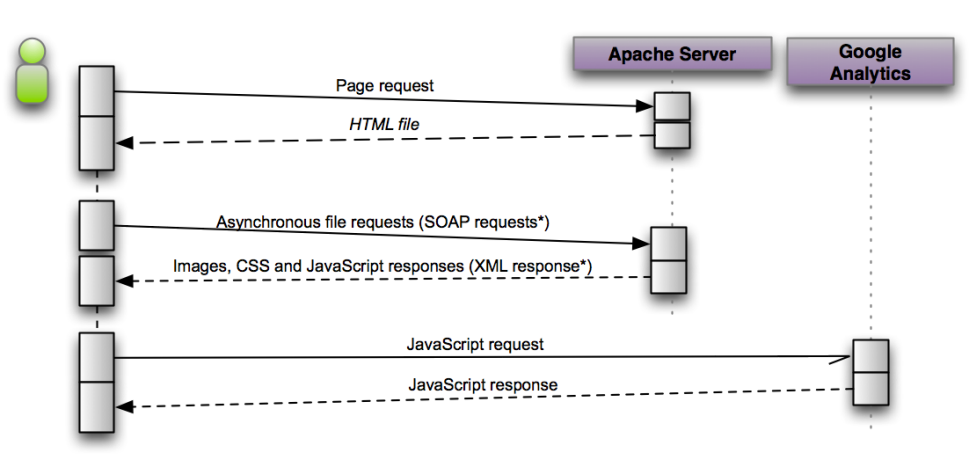 Apache Server
Google
Analytics
Page request
HTML file
Asynchronous file requests (SOAP requests*)
Images, CSS and JavaScript responses (XML response*)
JavaScript request
JavaScript response